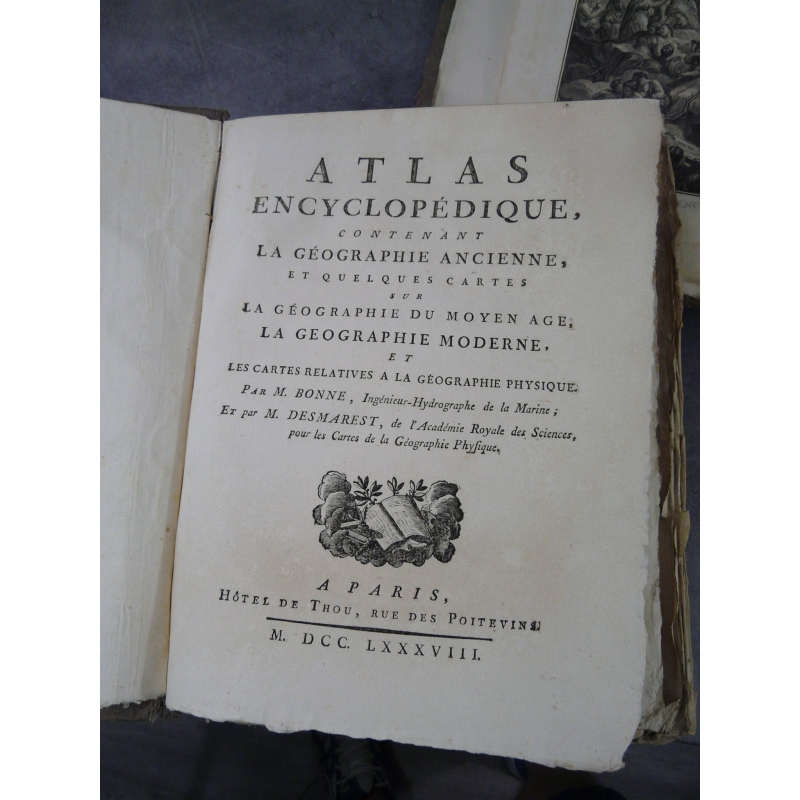 ATLAS
ENCYCLOPÉDIQUE,
CONTENANT
LA GÉOGRAPHIE ANCIENNE,
ET QUELQUES CARTES
SUR
LA GÉOGRAPHIE DU MOYEN AGE,
LA GEOGRAPHIE MODERNE,
ET
LES CARTES RELATIVES A LA GÉOGRAPHIE PHYSIQUE.
PAR M. BONNE, Ingénieur-Hydrographe de la Marine;
Et par M. DESMAREST, de l'Académie Royale des Sciences,
pour les Cartes de la Géographie Phyſique.
A PARIS,
HÔTEL DE THOU, RUE DES POITEVINS.
M. DCC. LXXXVIII.